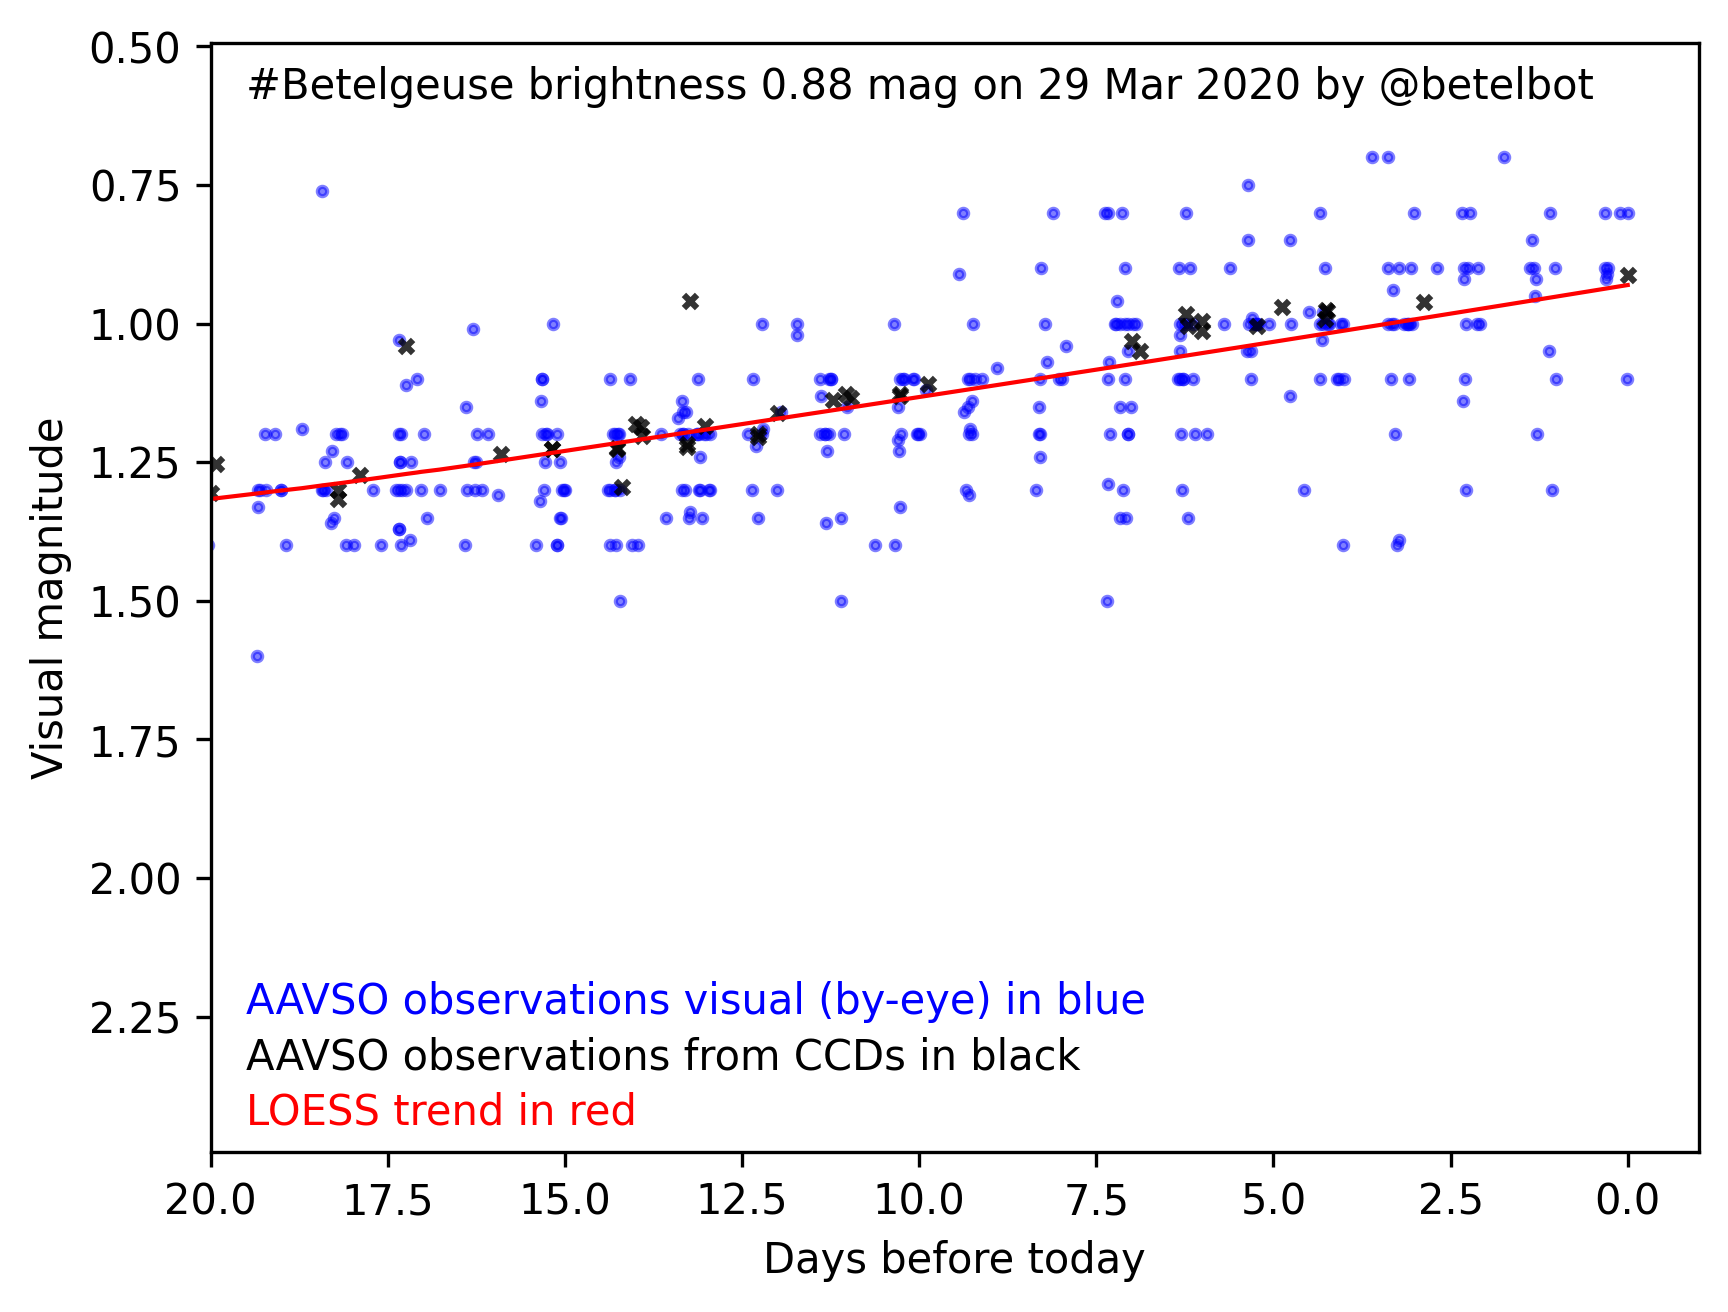 #Betelgeuse brightness 0.88 mag on 29 Mar 2020 by @betelbot
0.50
0.75
1.00
1.25
1.50
1.75
2.00
2.25
Visual magnitude
AAVSO observations visual (by-eye) in blue
AAVSO observations from CCDs in black
LOESS trend in red
20.0 17.5 15.0 12.5 10.0 7.5 5.0 2.5 0.0
Days before today